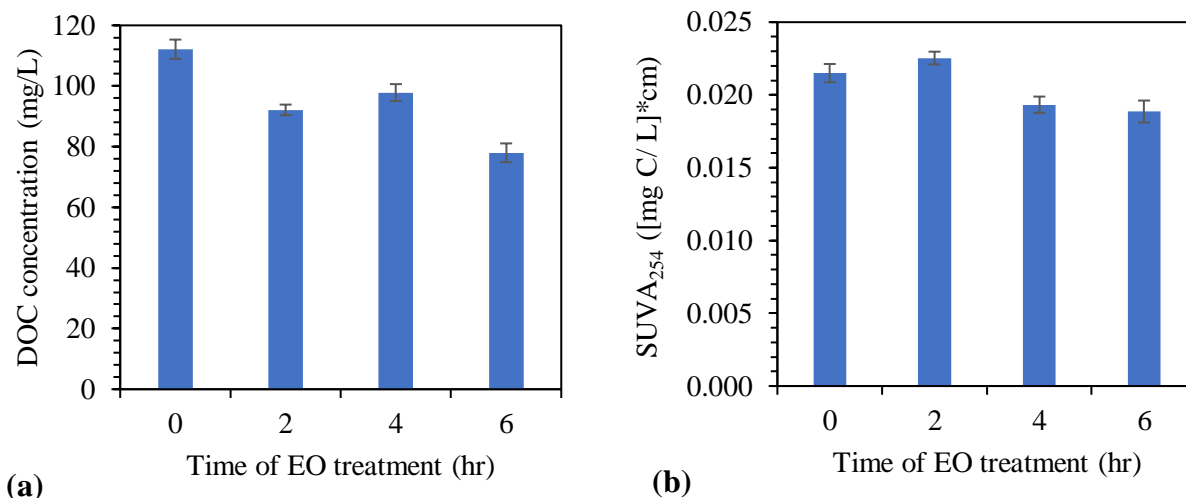 120
100
80
60
40
20
0
DOC concentration (mg/L)
0 2 4 6
Time of EO treatment (hr)
(a)
0.025
0.020
0.015
0.010
0.005
0.000
SUVA₂₅₄ ([mg C/ L]*cm)
0 2 4 6
Time of EO treatment (hr)
(b)